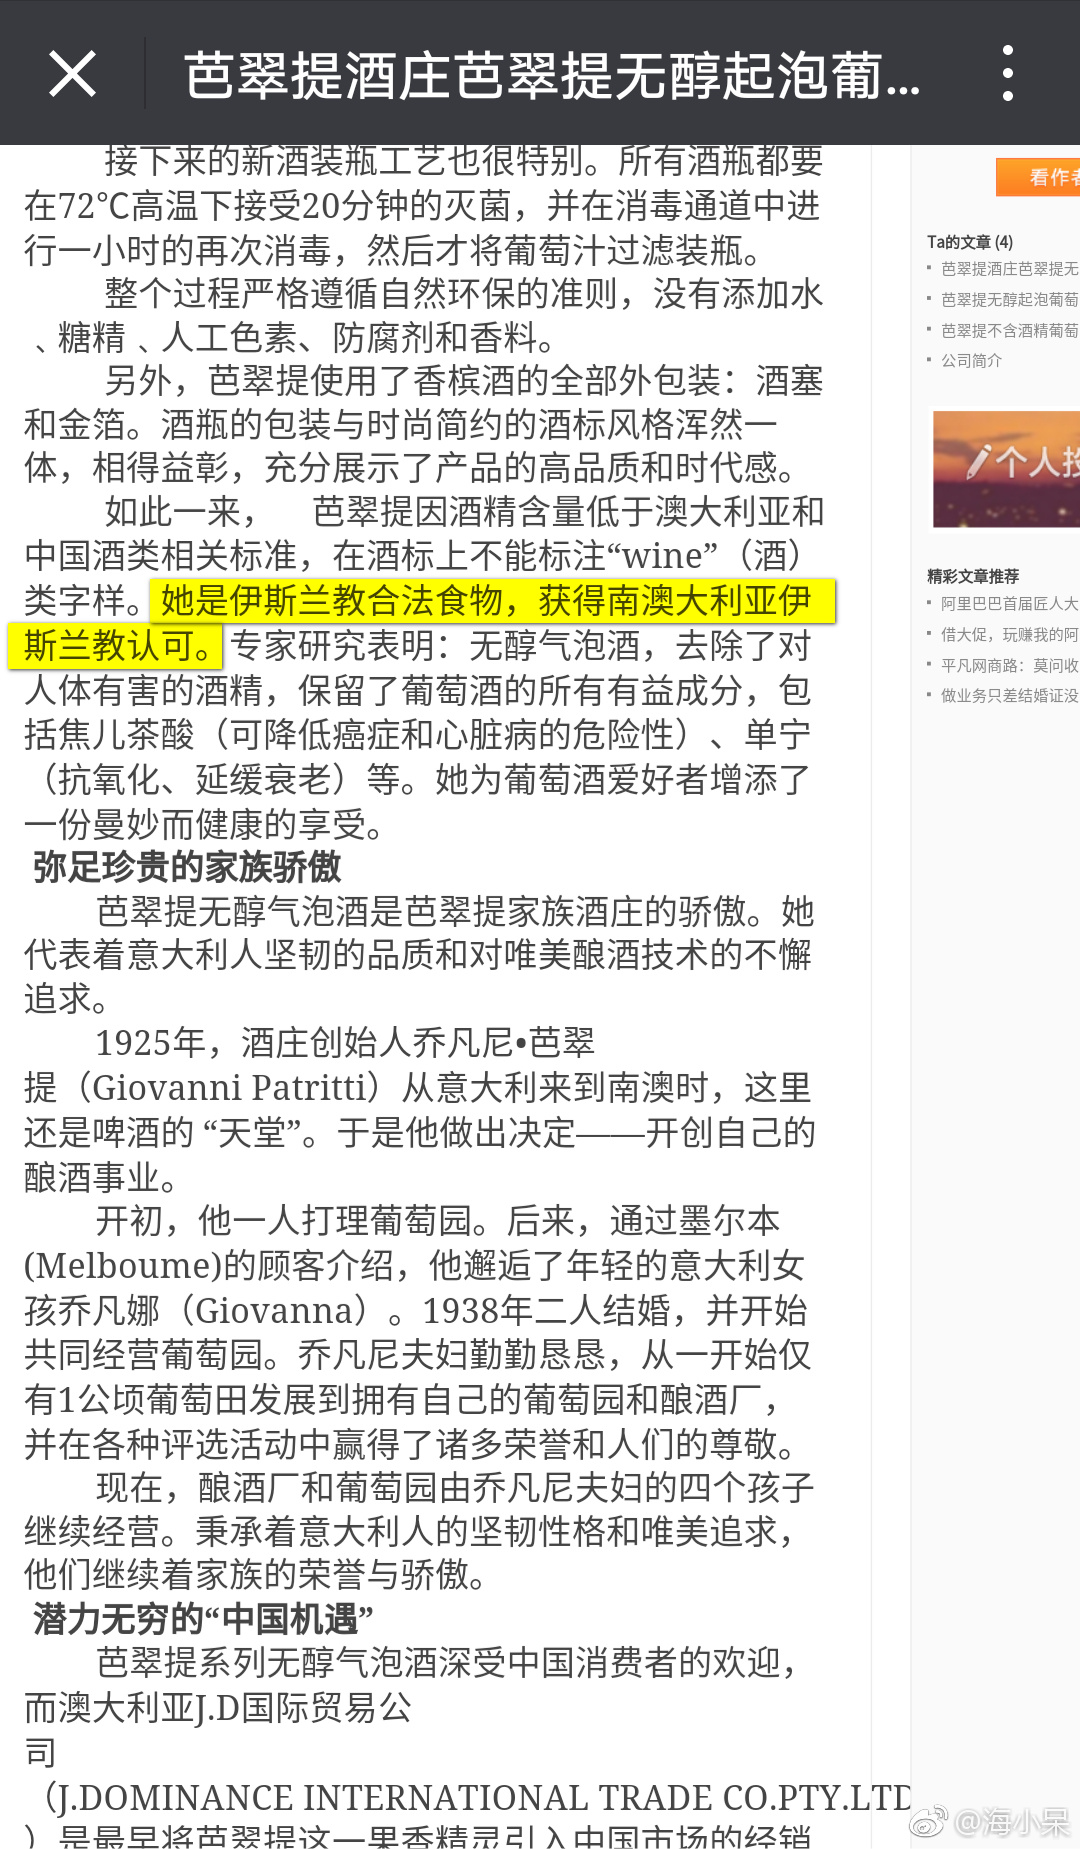 芭翠提酒庄芭翠提无醇起泡葡...
接下来的新酒装瓶工艺也很特别。所有酒瓶都要
在72℃高温下接受20分钟的灭菌，并在消毒通道中进
行一小时的再次消毒，然后才将葡萄汁过滤装瓶。
整个过程严格遵循自然环保的准则，没有添加水
、糖精、人工色素、防腐剂和香料。
另外，芭翠提使用了香槟酒的全部外包装：酒塞
和金箔。酒瓶的包装与时尚简约的酒标风格浑然一
体，相得益彰，充分展示了产品的高品质和时代感。
如此一来，　芭翠提因酒精含量低于澳大利亚和
中国酒类相关标准，在酒标上不能标注“wine”（酒）
类字样。她是伊斯兰教合法食物，获得南澳大利亚伊
斯兰教认可。专家研究表明：无醇气泡酒，去除了对
人体有害的酒精，保留了葡萄酒的所有有益成分，包
括焦儿茶酸（可降低癌症和心脏病的危险性）、单宁
（抗氧化、延缓衰老）等。她为葡萄酒爱好者增添了
一份曼妙而健康的享受。
弥足珍贵的家族骄傲
芭翠提无醇气泡酒是芭翠提家族酒庄的骄傲。她
代表着意大利人坚韧的品质和对唯美酿酒技术的不懈
追求。
1925年，酒庄创始人乔凡尼•芭翠
提（Giovanni Patritti）从意大利来到南澳时，这里
还是啤酒的 “天堂”。于是他做出决定——开创自己的
酿酒事业。
开初，他一人打理葡萄园。后来，通过墨尔本
(Melboume)的顾客介绍，他邂逅了年轻的意大利女
孩乔凡娜（Giovanna）。1938年二人结婚，并开始
共同经营葡萄园。乔凡尼夫妇勤勤恳恳，从一开始仅
有1公顷葡萄田发展到拥有自己的葡萄园和酿酒厂，
并在各种评选活动中赢得了诸多荣誉和人们的尊敬。
现在，酿酒厂和葡萄园由乔凡尼夫妇的四个孩子
继续经营。秉承着意大利人的坚韧性格和唯美追求，
他们继续着家族的荣誉与骄傲。
潜力无穷的“中国机遇”
芭翠提系列无醇气泡酒深受中国消费者的欢迎，
而澳大利亚J.D国际贸易公
司
（J.DOMINANCE INTERNATIONAL TRADE CO.PTY.LTD
）是最早将芭翠提这一果香精灵引入中国市场的经销
看作者
Ta的文章 (4)
芭翠提酒庄芭翠提无
芭翠提无醇起泡葡萄
芭翠提不含酒精葡萄
公司简介
个人投
精彩文章推荐
阿里巴巴首届匠人大
借大促，玩赚我的阿
平凡网商路：莫问收
做业务只差结婚证没
@海小呆